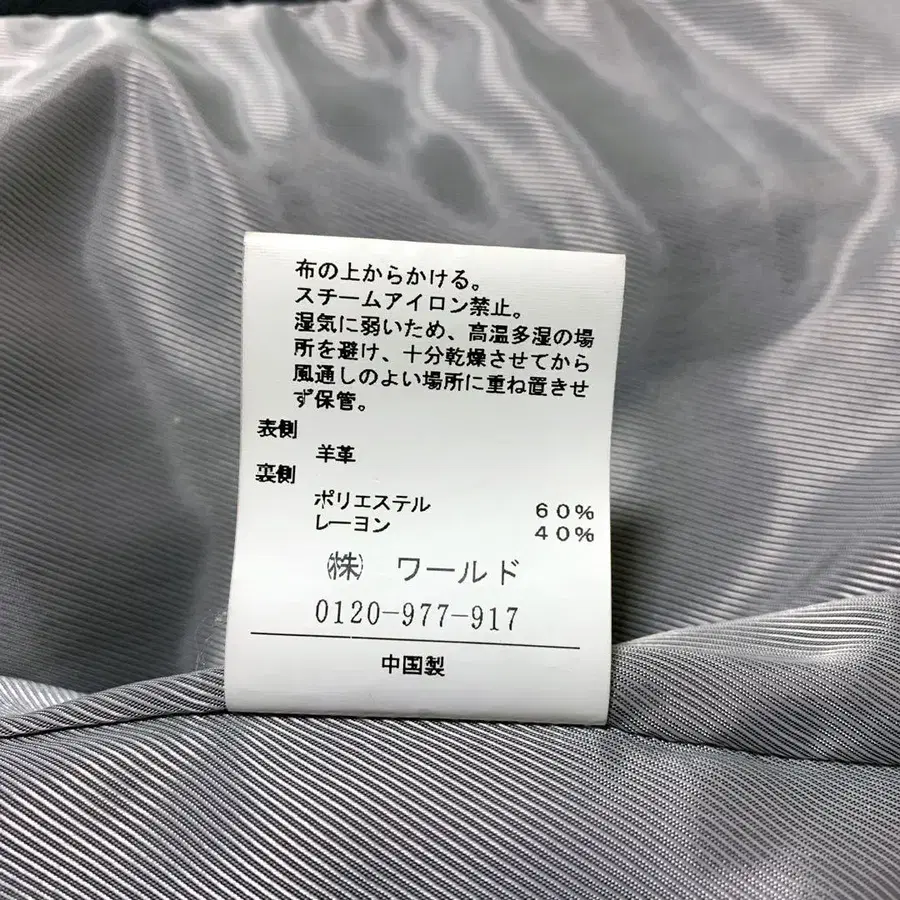 布の上からかける。
スチームアイロン禁止。
湿気に弱いため、高温多湿の場
所を避け、十分乾燥させてから
風通しのよい場所に重ね置きせ
ず保管。
表側
羊革
裏側
ポリエステル 60%
レーヨン 40%
㈱ ワールド
0120-977-917
中国製